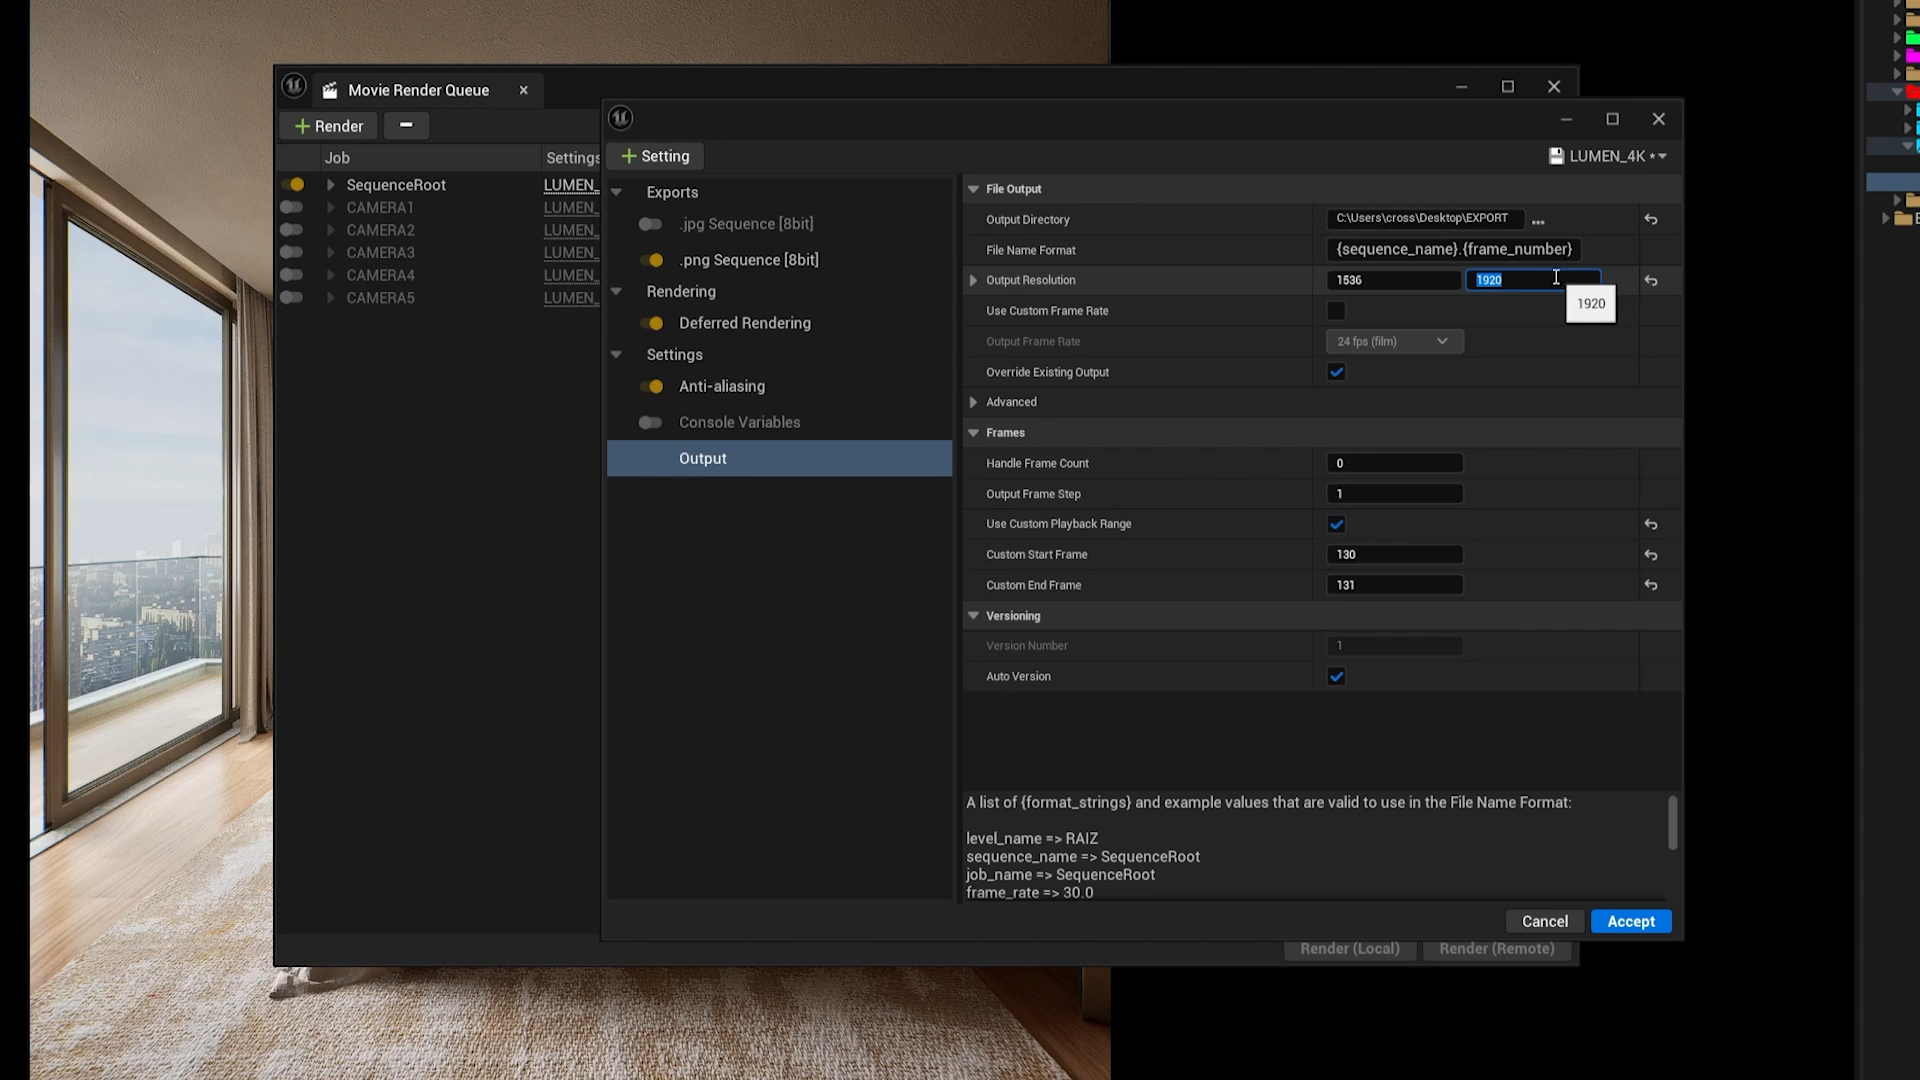 Movie Render Queue
Render
Job
Settings
SequenceRoot
LUMEN_
CAMERA1
LUMEN_
CAMERA2
LUMEN_
CAMERA3
LUMEN_
CAMERA4
LUMEN_
CAMERA5
LUMEN_
Setting
LUMEN_4K *
Exports
.jpg Sequence [8bit]
.png Sequence [8bit]
Rendering
Deferred Rendering
Settings
Anti-aliasing
Console Variables
Output
File Output
Output Directory
C:\Users\cross\Desktop\EXPORT
...
File Name Format
{sequence_name}.{frame_number}
Output Resolution
1536
1920
1920
Use Custom Frame Rate
Output Frame Rate
24 fps (film)
Override Existing Output
Advanced
Frames
Handle Frame Count
0
Output Frame Step
1
Use Custom Playback Range
Custom Start Frame
130
Custom End Frame
131
Versioning
Version Number
1
Auto Version
A list of {format_strings} and example values that are valid to use in the File Name Format:
level_name => RAIZ
sequence_name => SequenceRoot
job_name => SequenceRoot
frame_rate => 30.0
Cancel
Accept
Render (Local)
Render (Remote)